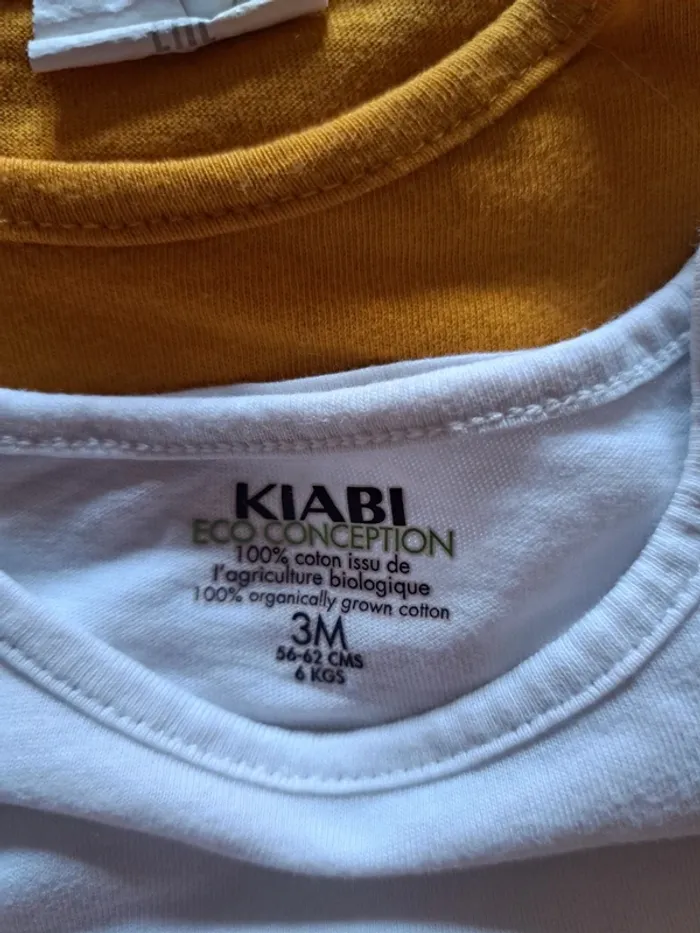 KIABI
ECO CONCEPTION
100% coton issu de
l'agriculture biologique
100% organically grown cotton
3M
56-62 CMS
6 KGS